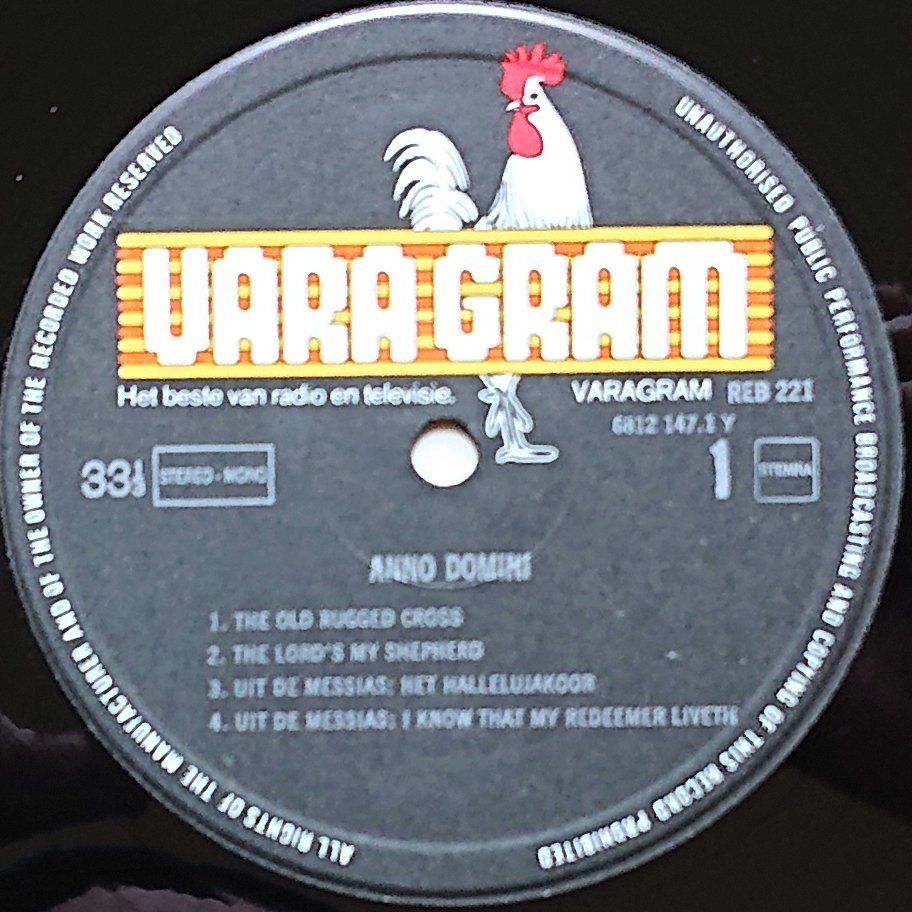 VARAGRAM
Het beste van radio en televisie.
VARAGRAM REB 221
6812 147.1 Y
33⅓
STEREO-MONO
1
STEMRA
ANNO DOMINI
1. THE OLD RUGGED CROSS
2. THE LORD'S MY SHEPHERD
3. UIT DE MESSIAS: HET HALLELUJAKOOR
4. UIT DE MESSIAS: I KNOW THAT MY REDEEMER LIVETH
ALL RIGHTS OF THE MANUFACTURER AND OF THE OWNER OF THE RECORDED WORK RESERVED
UNAUTHORISED PUBLIC PERFORMANCE BROADCASTING AND COPYING OF THIS RECORD PROHIBITED